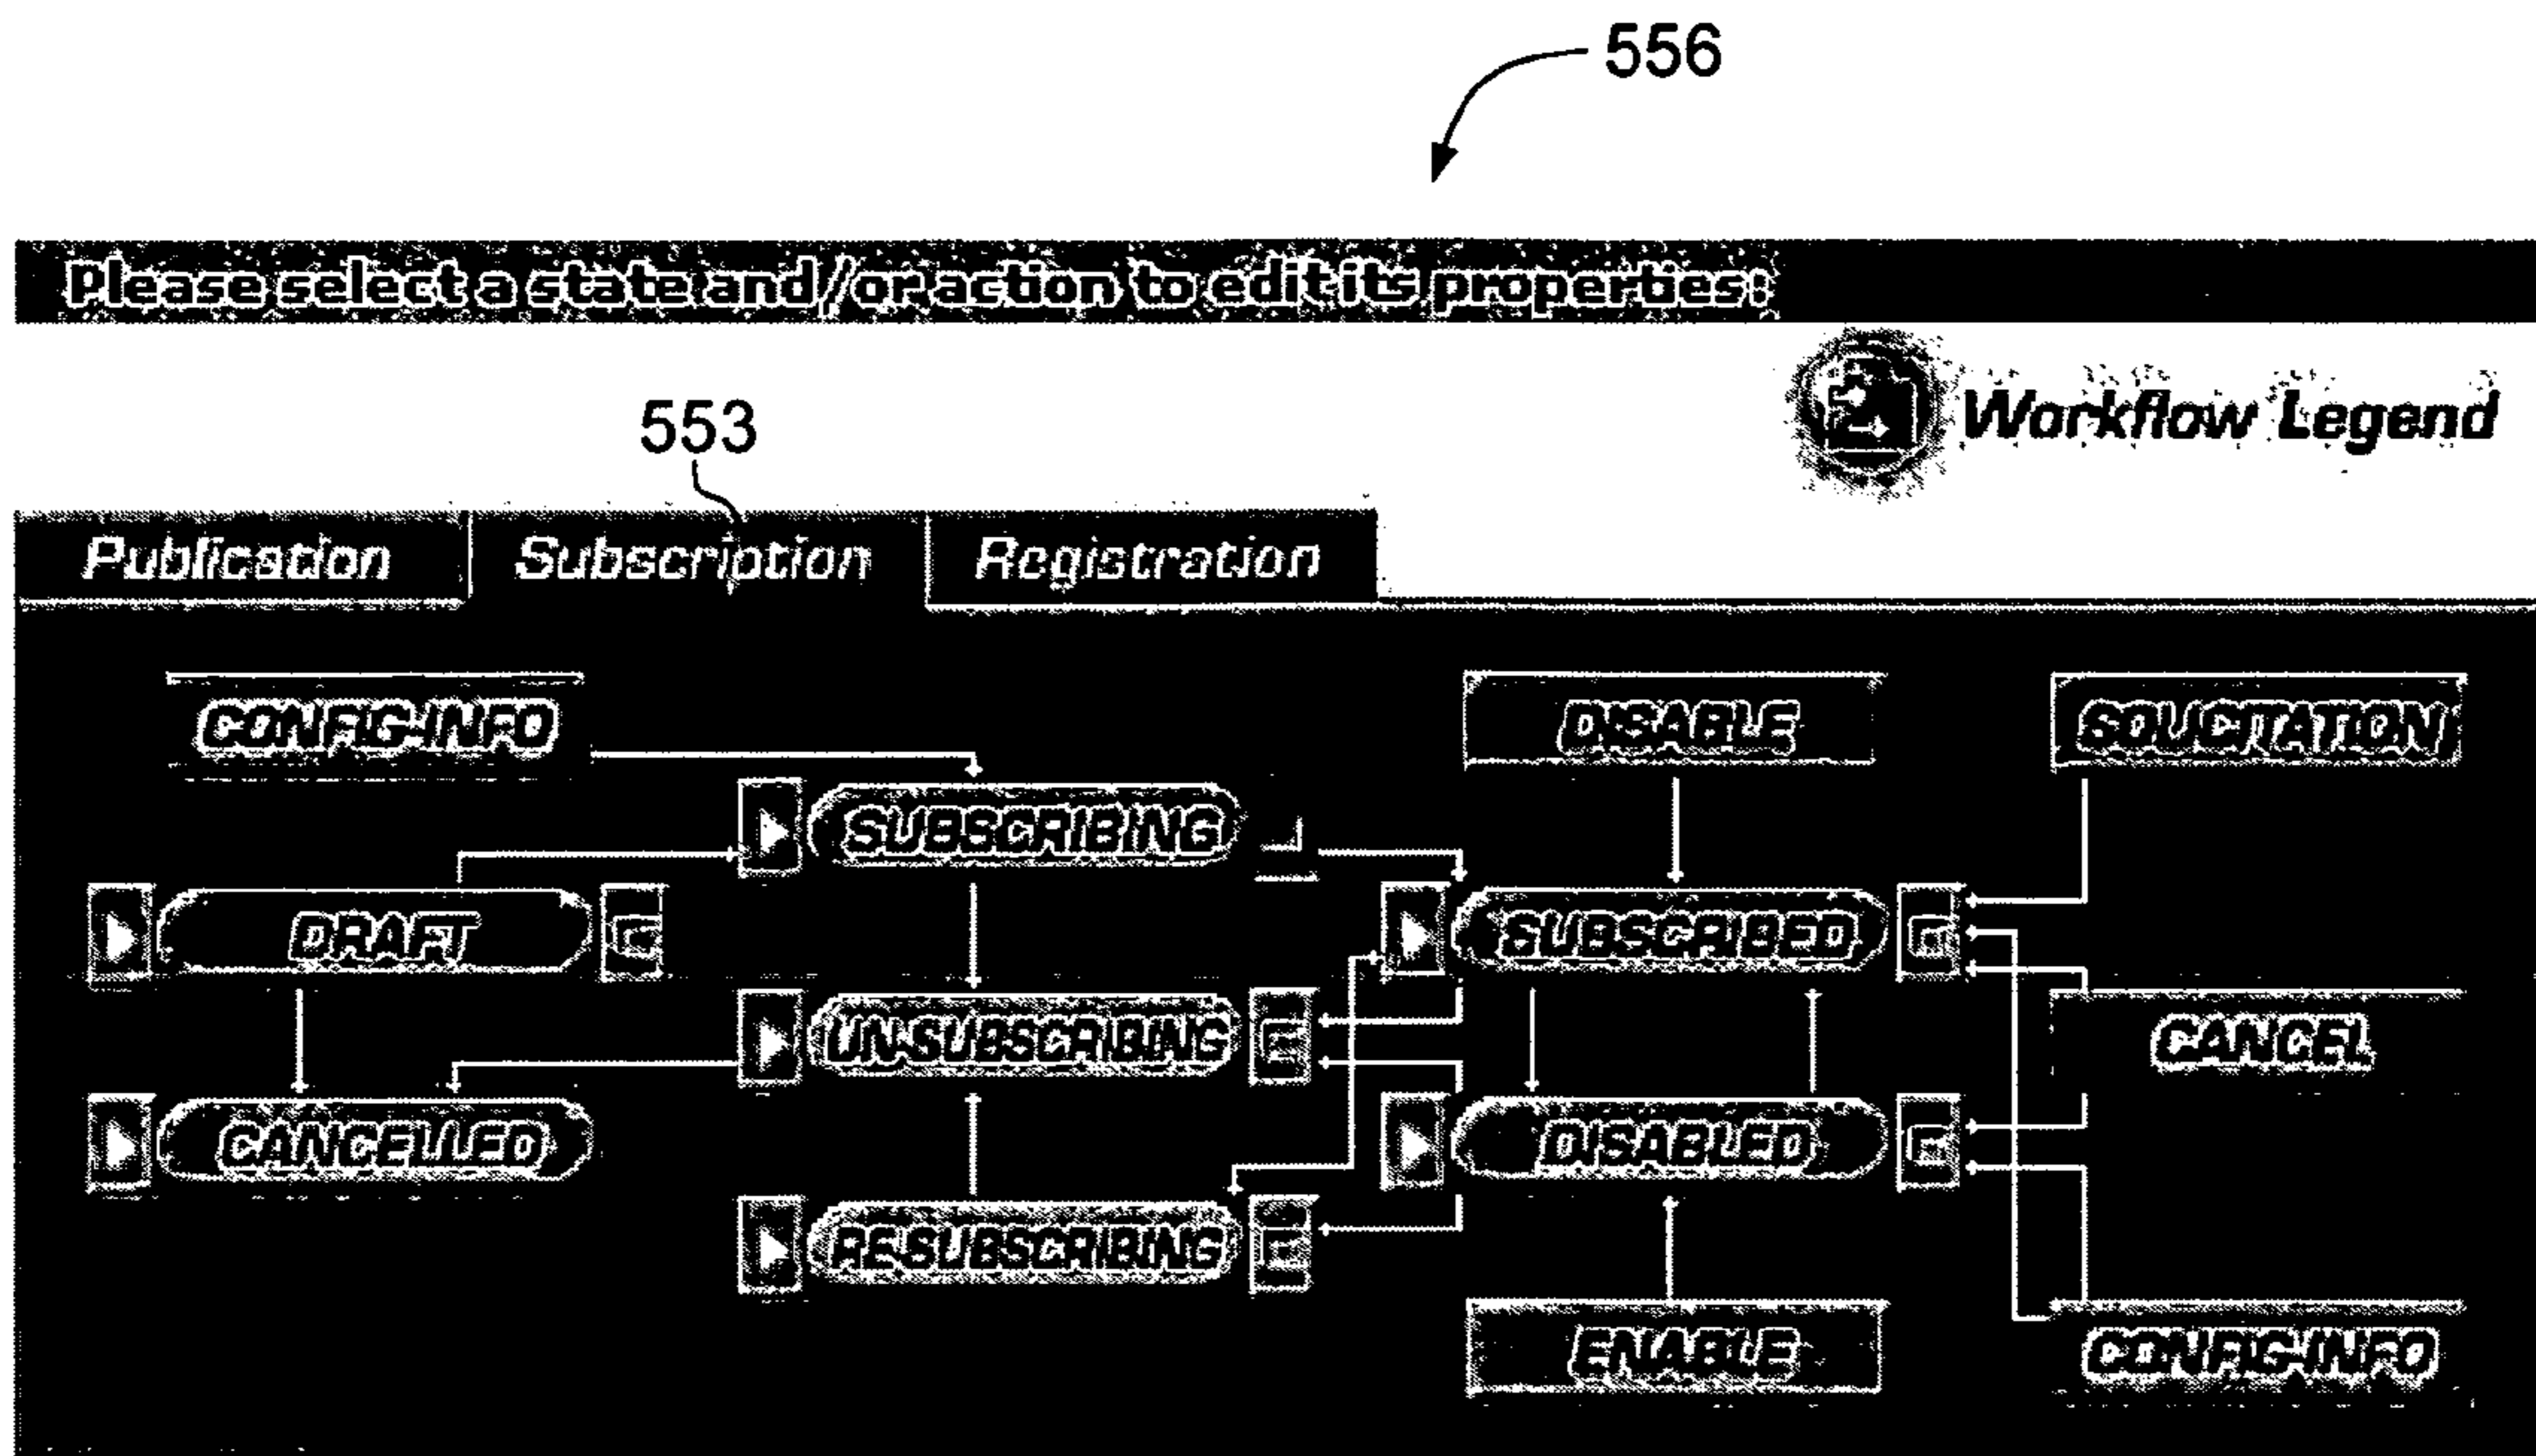 556
Please select a state and/or action to edit its properties:
Workflow Legend
553
Publication Subscription Registration
CONFIG-INFO DISABLE SOLICITATION
SUBSCRIBING
DRAFT SUBSCRIBED
UN-SUBSCRIBING CANCEL
CANCELLED DISABLED
RE-SUBSCRIBING
ENABLE CONFIG-INFO